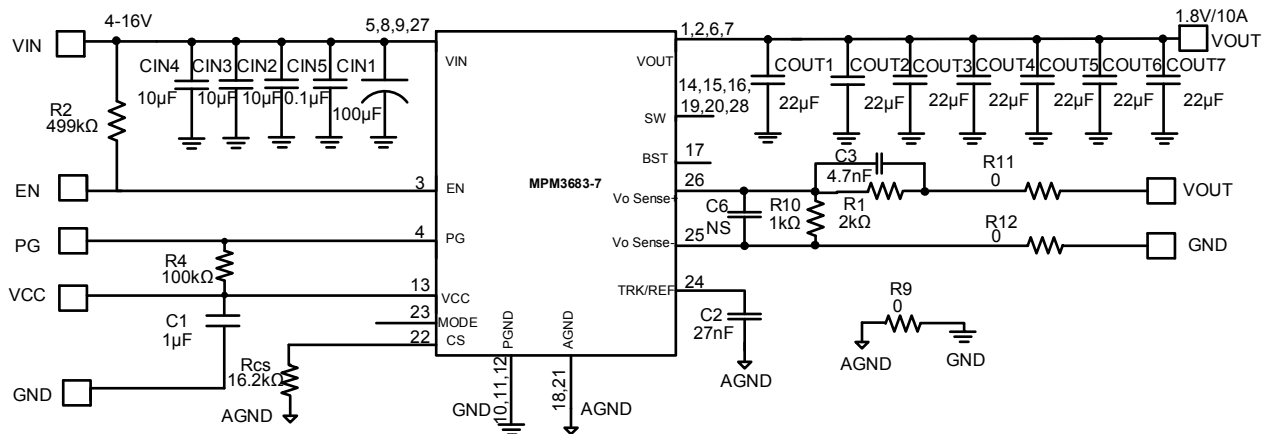 4-16V
VIN
5,8,9,27
VIN
CIN4
10µF
CIN3
10µF
CIN2
10µF
CIN5
0.1µF
CIN1
100µF
R2
499kΩ
EN
3
EN
PG
4
PG
R4
100kΩ
VCC
13
VCC
C1
1µF
23
MODE
22
CS
Rcs
16.2kΩ
AGND
GND
MPM3683-7
PGND
10,11,12
GND
AGND
18,21
AGND
1,2,6,7
VOUT
1.8V/10A
VOUT
COUT1
22µF
COUT2
22µF
COUT3
22µF
COUT4
22µF
COUT5
22µF
COUT6
22µF
COUT7
22µF
14,15,16,
19,20,28
SW
17
BST
26
Vo Sense+
C6
NS
R10
1kΩ
C3
4.7nF
R1
2kΩ
R11
0
VOUT
Vo Sense-
25
R12
0
GND
24
TRK/REF
C2
27nF
AGND
R9
0
AGND
GND